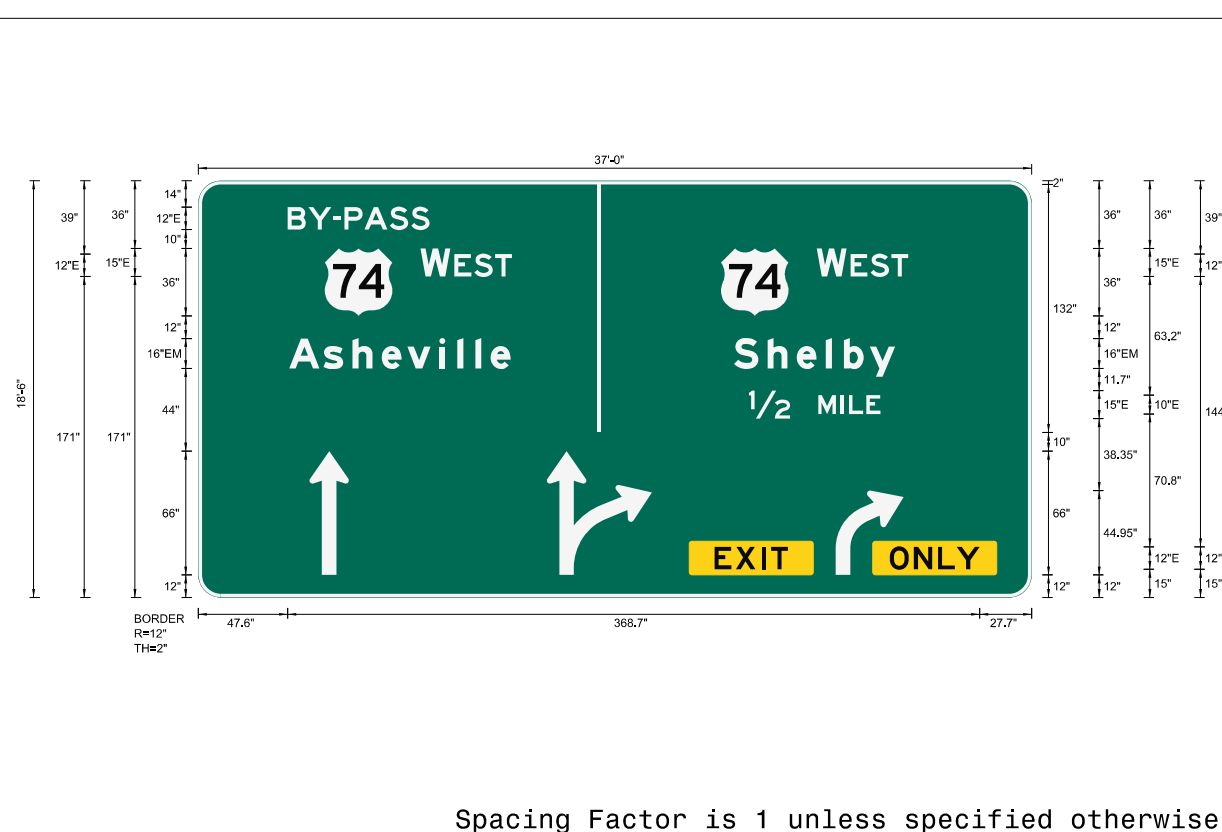 37'-0"
14"
2"
39"
36"
12"E
36"
36"
39"
BY-PASS
10"
12"E
15"E
WEST
WEST
15"E
12"
74
74
36"
36"
132"
12"
12"
63.2"
16"EM
Asheville
Shelby
16"EM
11.7"
18'-6"
44"
1/2 MILE
15"E
10"E
144
171"
171"
10"
38.35"
70.8"
66"
66"
44.95"
EXIT
ONLY
12"E
12"
12"
12"
12"
15"
15"
BORDER
R=12"
TH=2"
47.6"
368.7"
27.7"
Spacing Factor is 1 unless specified otherwise